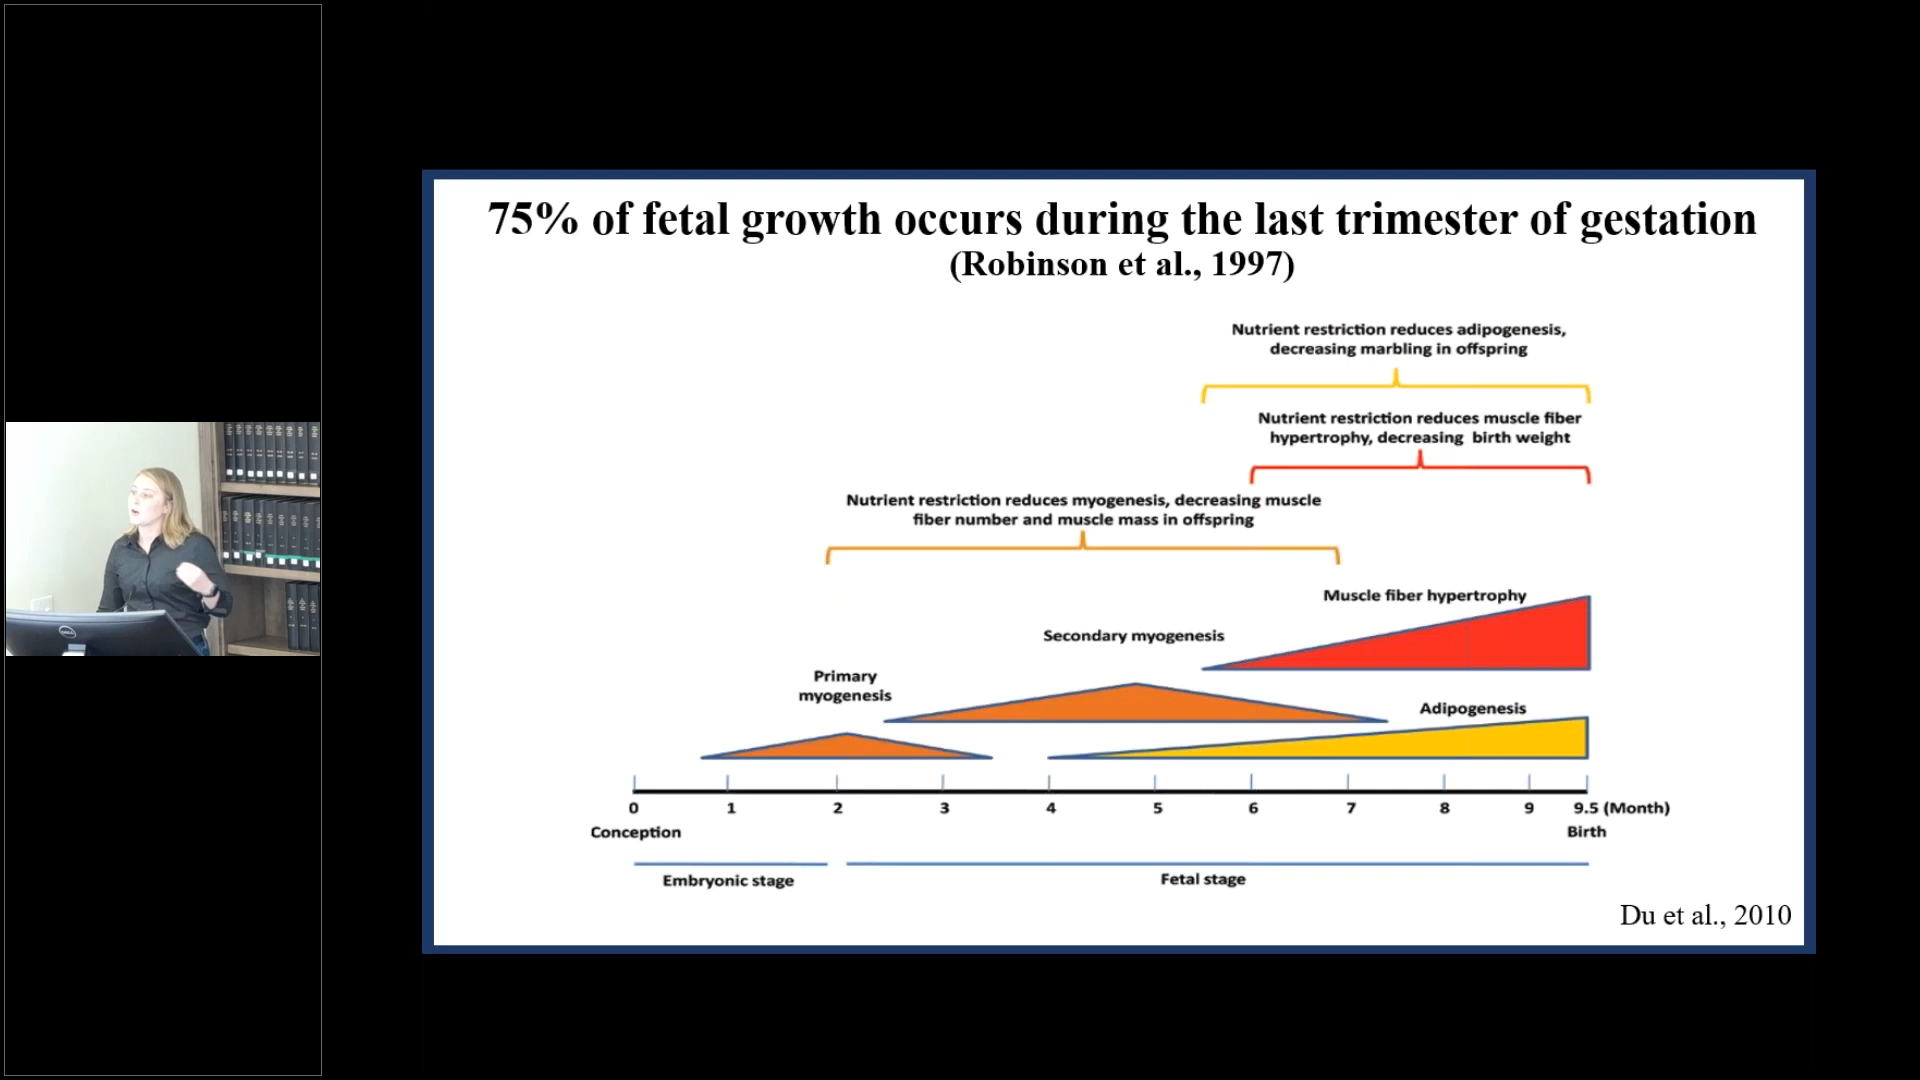 75% of fetal growth occurs during the last trimester of gestation
(Robinson et al., 1997)
Nutrient restriction reduces adipogenesis,
decreasing marbling in offspring
Nutrient restriction reduces muscle fiber
hypertrophy, decreasing birth weight
Nutrient restriction reduces myogenesis, decreasing muscle
fiber number and muscle mass in offspring
Muscle fiber hypertrophy
Secondary myogenesis
Primary
myogenesis
Adipogenesis
0 1 2 3 4 5 6 7 8 9 9.5 (Month)
Conception Birth
Embryonic stage Fetal stage
Du et al., 2010
DELL